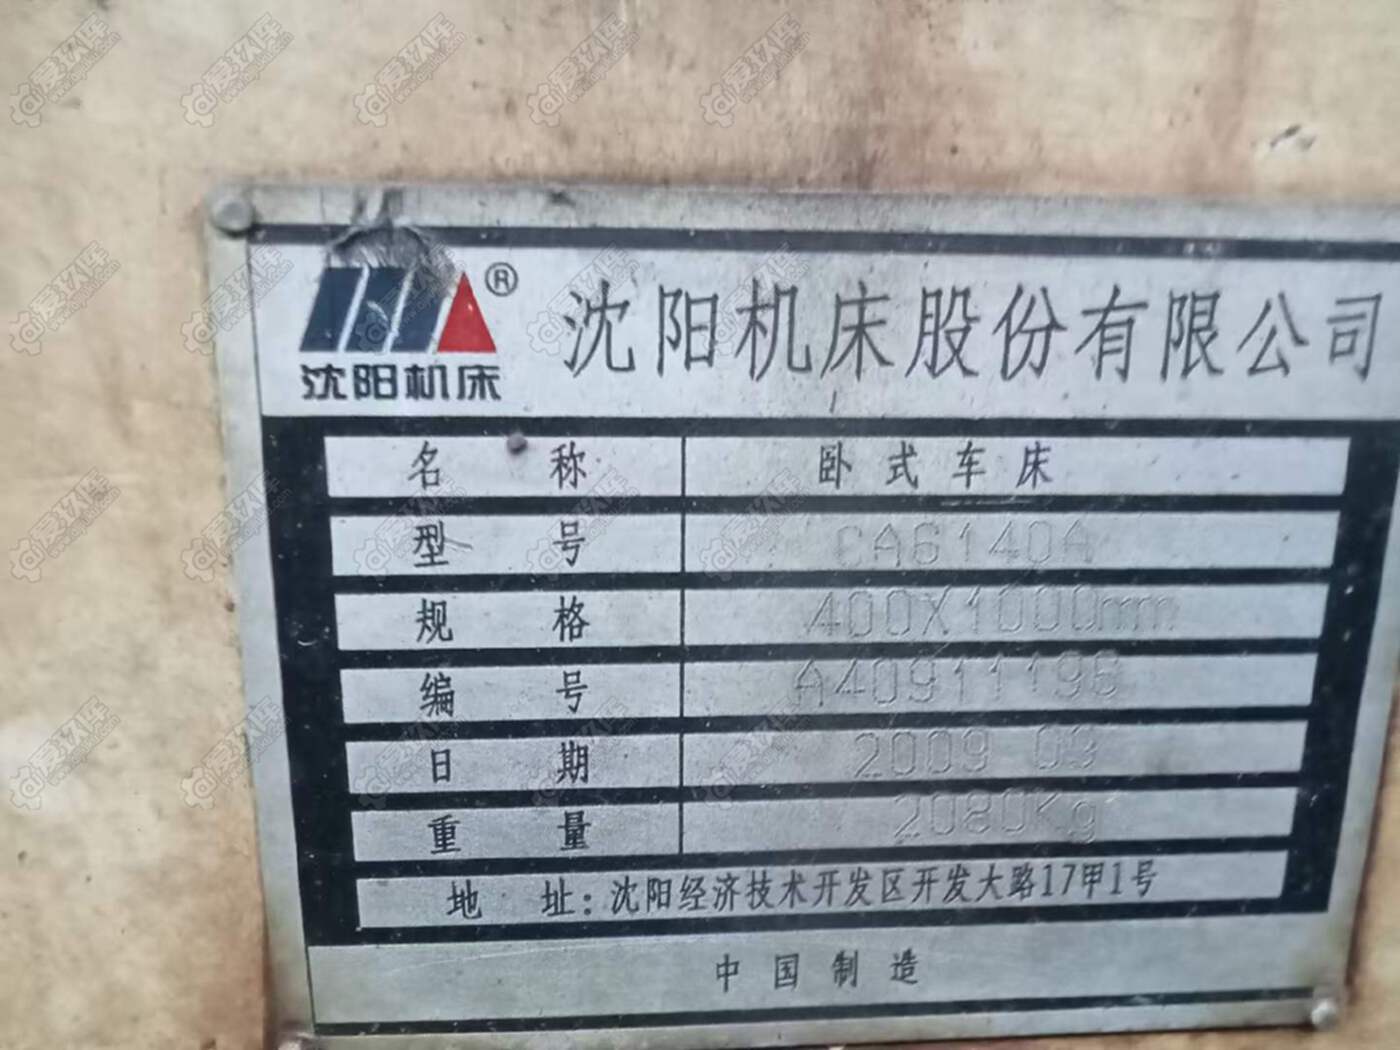 沈阳机床股份有限公司
®
沈阳机床
名 称 卧式车床
型 号 CA6140A
规 格 400X1000mm
编 号 A40911196
日 期 2009 09
重 量 2080Kg
地 址：沈阳经济技术开发区开发大路17甲1号
中国制造